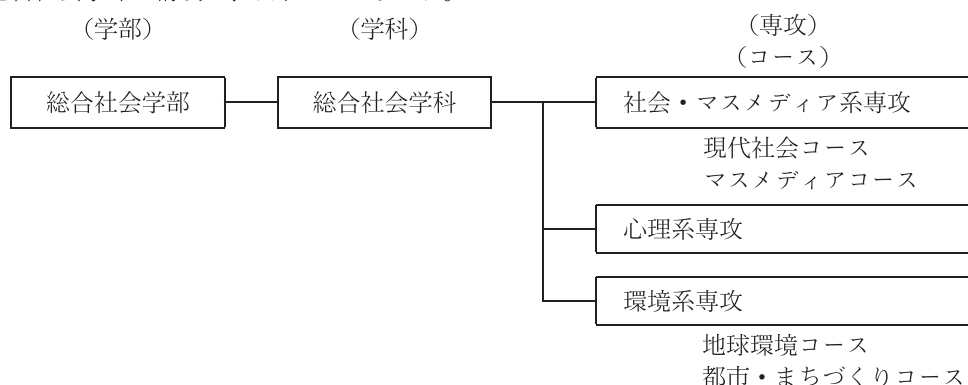 (学部)
(学科)
(専攻)
(コース)
総合社会学部
総合社会学科
社会・マスメディア系専攻
現代社会コース
マスメディアコース
心理系専攻
環境系専攻
地球環境コース
都市・まちづくりコース